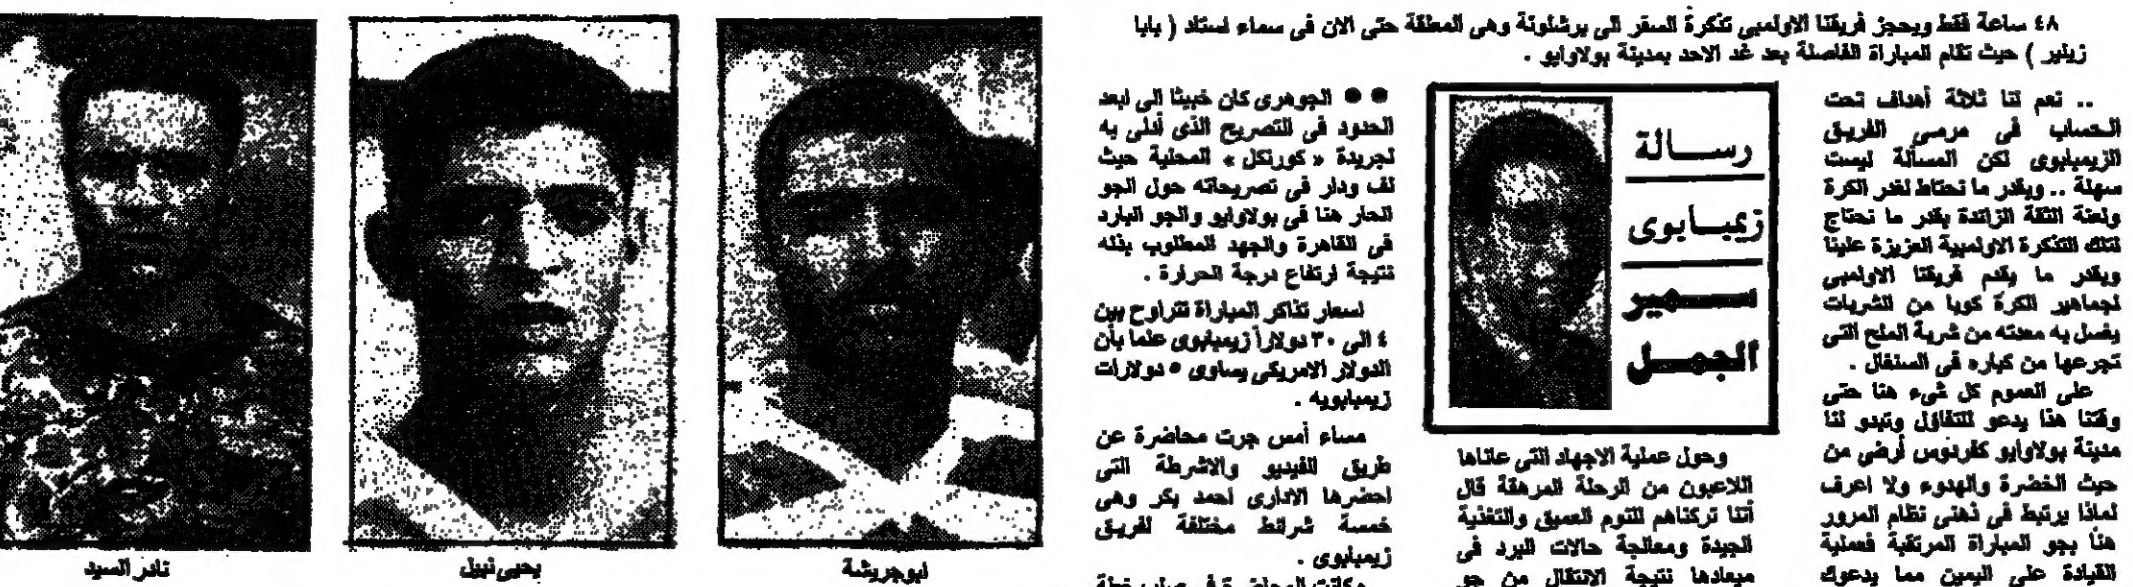 ٤٨ ساعة فقط ويحجز فريقنا الاولمبى تذكرة السفر الى برشلونة وهى المعلقة حتى الان فى سماء استاد ( بابا
زيلير ) حيث تقام المباراة الفاصلة بعد غد الاحد بمدينة بولاوايو .
.. نعم لنا ثلاثة أهداف تحت
الحساب فى مرمى الفريق
الزيمبابوى لكن المسألة ليست
سهلة .. وبقدر ما نحتاط لغدر الكرة
ولعنة الثقة الزائدة بقدر ما نحتاج
لتلك التذكرة الاولمبية العزيزة علينا
وبقدر ما يقدم فريقنا الاولمبى
لجماهير الكرة كوبا من الشربات
يغسل به معدته من شربة الملح التى
تجرعها من كباره فى السنغال .
على العموم كل شىء هنا حتى
وقتنا هذا يدعو للتفاؤل وتبدو لنا
مدينة بولاوايو كفردوس أرضى من
حيث الخضرة والهدوء ولا اعرف
لماذا يرتبط فى ذهنى نظام المرور
هنا بجو المباراة المرتقبة فعملية
القيادة على اليمين مما يدعوك
رسالة
زيمبابوى
سمير
الجمل
وحول عملية الاجهاد التى عاناها
اللاعبون من الرحلة المرهقة قال
أننا تركناهم للنوم العميق والتغذية
الجيدة ومعالجة حالات البرد فى
ميعادها نتيجة الانتقال من جو
●● الجوهرى كان خبيثا الى ابعد
الحدود فى التصريح الذى أدلى به
لجريدة « كورنكل » المحلية حيث
لف ودار فى تصريحاته حول الجو
الحار هنا فى بولاوايو والجو البارد
فى القاهرة والجهد المطلوب بذله
نتيجة ارتفاع درجة الحرارة .
اسعار تذاكر المباراة تتراوح بين
٤ الى ٣٠ دولارا زيمبابوى علما بأن
الدولار الامريكى يساوى ٥ دولارات
زيمبابويه .
مساء أمس جرت محاضرة عن
طريق الفيديو والاشرطة التى
احضرها الادارى احمد بكر وهى
خمسة شرائط مختلفة لفريق
زيمبابوى .
ابوجريشة
يحيى نبيل
نادر السيد